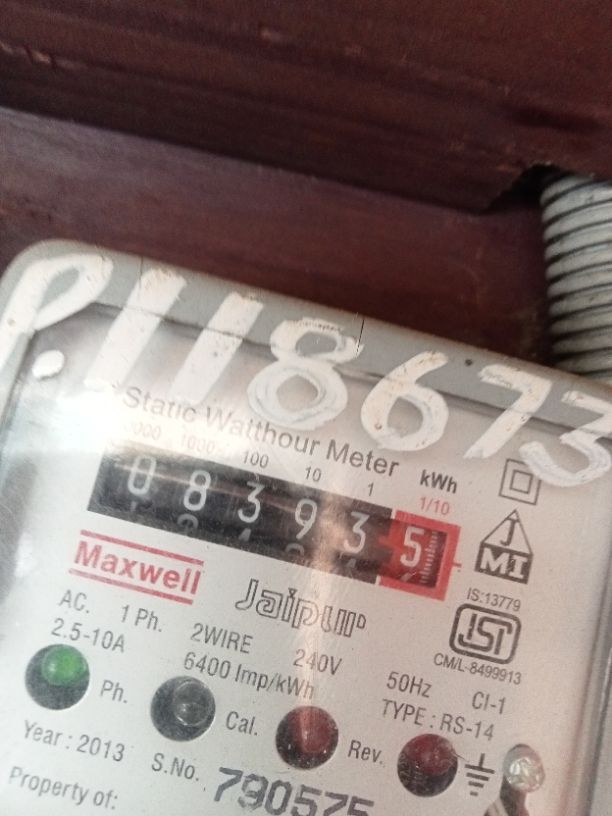 P118673
Static Watthour Meter
1000 100 10 1 kWh
1/10
083935
JMI
IS:13779
Maxwell Jaipur
ISI
CM/L-8499913
AC. 1 Ph. 2WIRE 240V 50Hz Cl-1
2.5-10A 6400 Imp/kWh TYPE : RS-14
Ph. Cal. Rev.
Year : 2013 S.No. 790575
Property of: